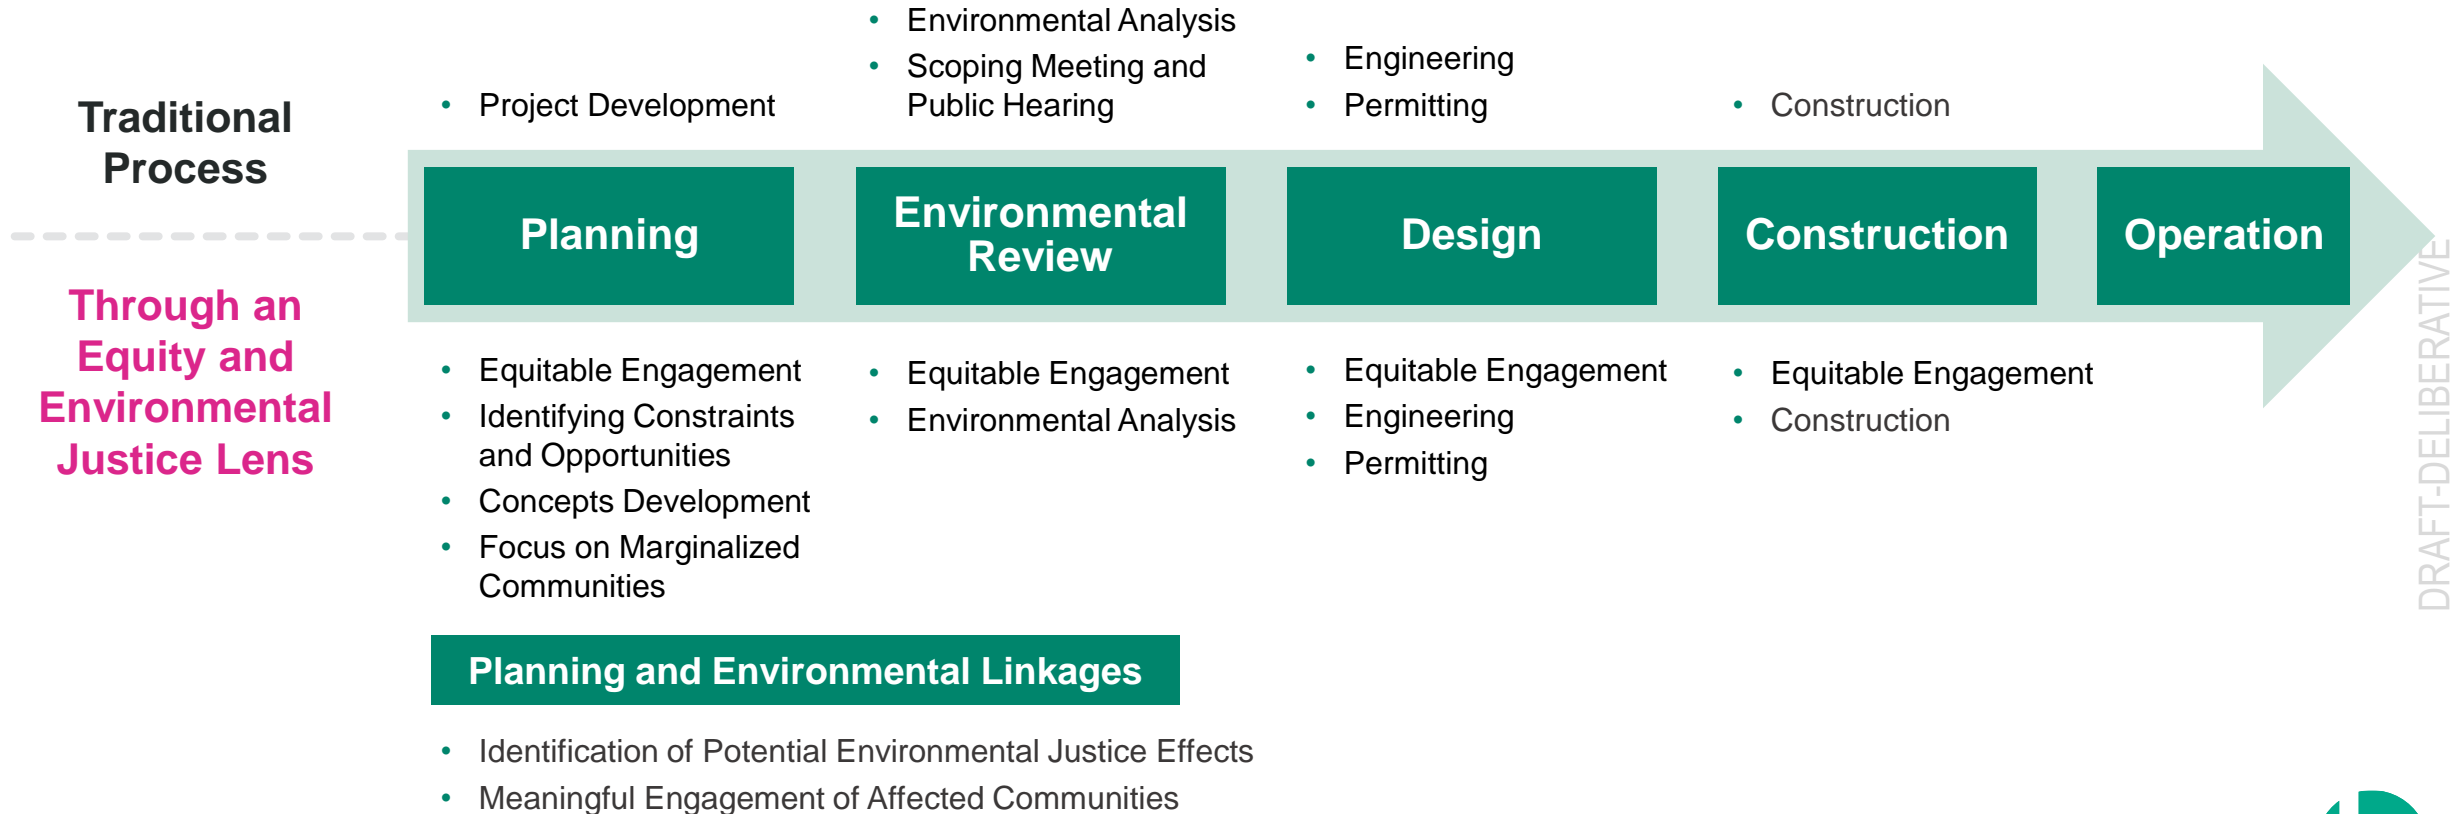 Traditional
Process
• Project Development
• Environmental Analysis
• Scoping Meeting and
Public Hearing
• Engineering
• Permitting
• Construction
Planning
Environmental
Review
Design
Construction
Operation
Through an
Equity and
Environmental
Justice Lens
• Equitable Engagement
• Identifying Constraints
and Opportunities
• Concepts Development
• Focus on Marginalized
Communities
• Equitable Engagement
• Environmental Analysis
• Equitable Engagement
• Engineering
• Permitting
• Equitable Engagement
• Construction
Planning and Environmental Linkages
• Identification of Potential Environmental Justice Effects
• Meaningful Engagement of Affected Communities
DRAFT-DELIBERATIVE